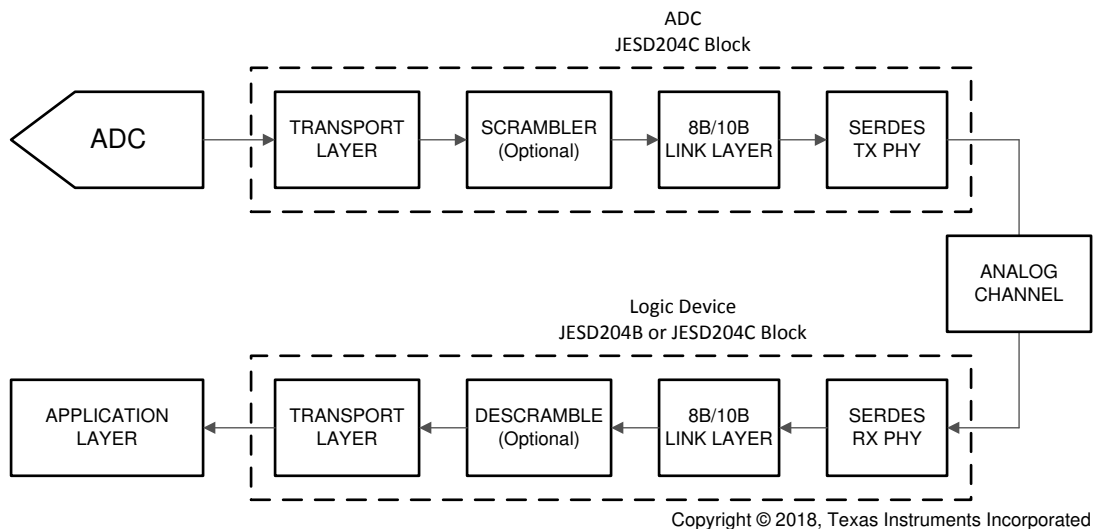 ADC
JESD204C Block
ADC
TRANSPORT
LAYER
SCRAMBLER
(Optional)
8B/10B
LINK LAYER
SERDES
TX PHY
ANALOG
CHANNEL
Logic Device
JESD204B or JESD204C Block
APPLICATION
LAYER
TRANSPORT
LAYER
DESCRAMBLE
(Optional)
8B/10B
LINK LAYER
SERDES
RX PHY
Copyright © 2018, Texas Instruments Incorporated